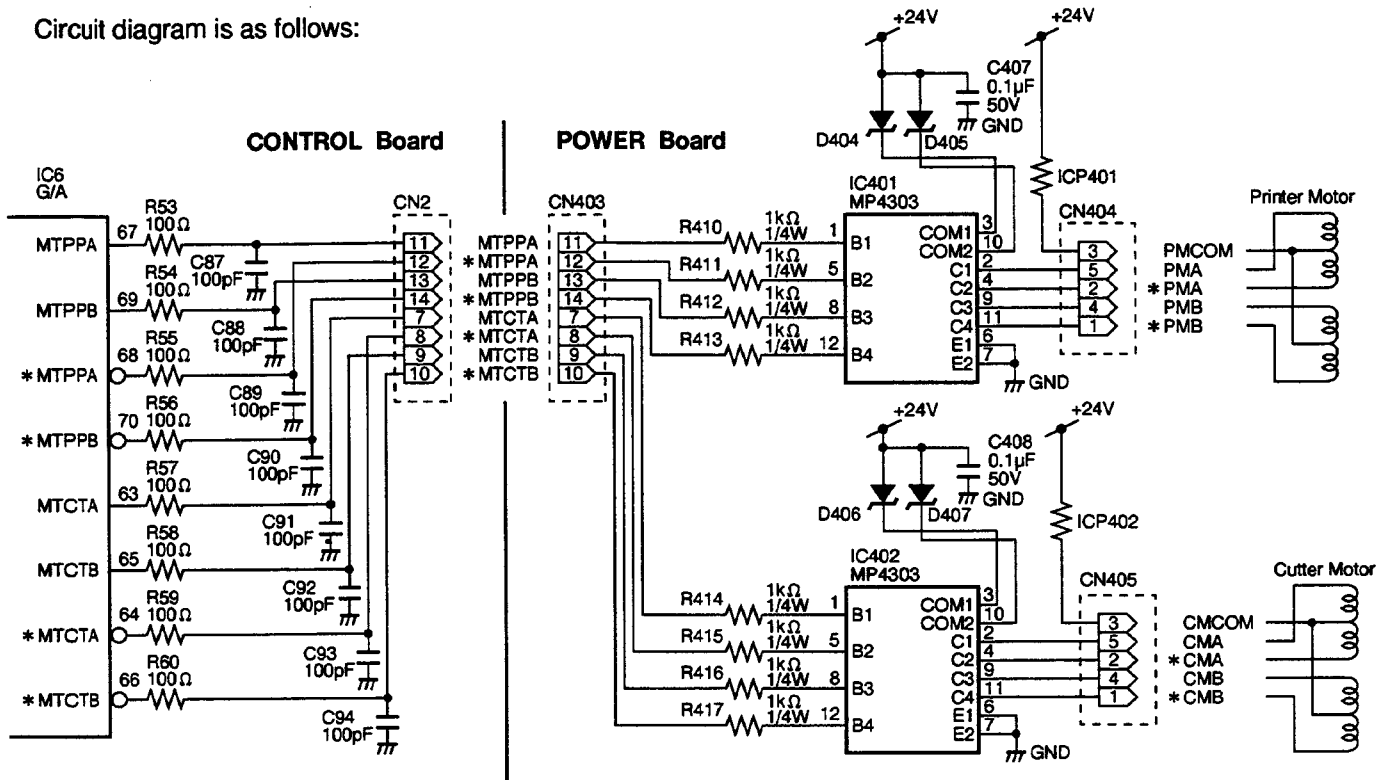 Circuit diagram is as follows:
CONTROL Board
POWER Board
IC6
G/A
MTPPA
67
R53
100Ω
C87
100pF
MTPPB
69
R54
100Ω
C88
100pF
*MTPPA
68
R55
100Ω
C89
100pF
*MTPPB
70
R56
100Ω
C90
100pF
MTCTA
63
R57
100Ω
C91
100pF
MTCTB
65
R58
100Ω
C92
100pF
*MTCTA
64
R59
100Ω
C93
100pF
*MTCTB
66
R60
100Ω
C94
100pF
CN2
11
12
13
14
7
8
9
10
MTPPA
*MTPPA
MTPPB
*MTPPB
MTCTA
*MTCTA
MTCTB
*MTCTB
CN403
11
12
13
14
7
8
9
10
R410
1kΩ
1/4W
R411
1kΩ
1/4W
R412
1kΩ
1/4W
R413
1kΩ
1/4W
+24V
+24V
C407
0.1µF
50V
GND
D404
D405
ICP401
IC401
MP4303
1 B1
5 B2
8 B3
12 B4
COM1 3
COM2 10
C1 2
C2 4
C3 9
C4 11
E1 6
E2 7
GND
CN404
3
5
2
4
1
PMCOM
PMA
*PMA
PMB
*PMB
Printer Motor
+24V
+24V
C408
0.1µF
50V
GND
D406
D407
ICP402
R414
1kΩ
1/4W
R415
1kΩ
1/4W
R416
1kΩ
1/4W
R417
1kΩ
1/4W
IC402
MP4303
1 B1
5 B2
8 B3
12 B4
COM1 3
COM2 10
C1 2
C2 4
C3 9
C4 11
E1 6
E2 7
GND
CN405
3
5
2
4
1
CMCOM
CMA
*CMA
CMB
*CMB
Cutter Motor